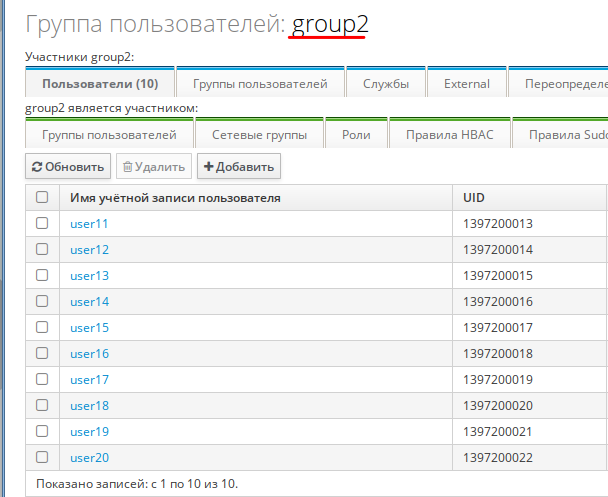 Группа пользователей: group2
Участники group2:
Пользователи (10) Группы пользователей Службы External Переопределе
group2 является участником:
Группы пользователей Сетевые группы Роли Правила HBAC Правила Sudo
Обновить Удалить Добавить
Имя учётной записи пользователя UID
user11 1397200013
user12 1397200014
user13 1397200015
user14 1397200016
user15 1397200017
user16 1397200018
user17 1397200019
user18 1397200020
user19 1397200021
user20 1397200022
Показано записей: с 1 по 10 из 10.